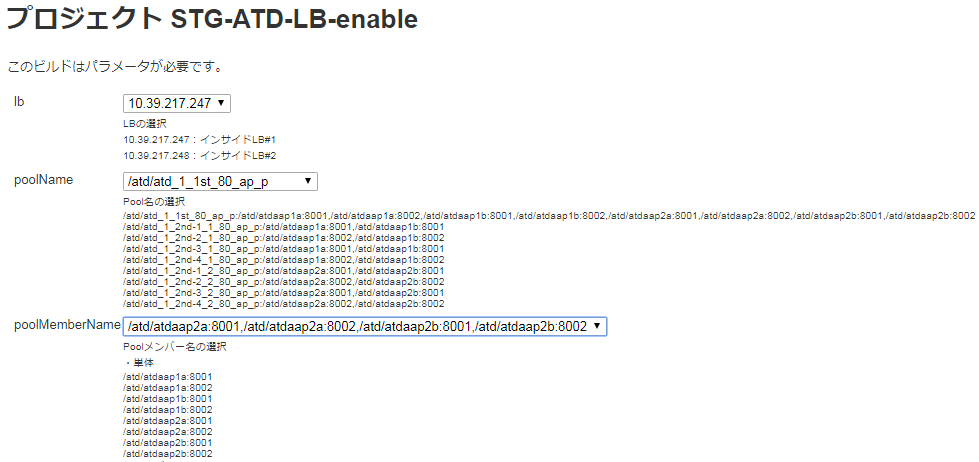 プロジェクト STG-ATD-LB-enable
このビルドはパラメータが必要です。
lb
10.39.217.247
LBの選択
10.39.217.247：インサイドLB#1
10.39.217.248：インサイドLB#2
poolName
/atd/atd_1_1st_80_ap_p
Pool名の選択
/atd/atd_1_1st_80_ap_p:/atd/atdaap1a:8001,/atd/atdaap1a:8002,/atd/atdaap1b:8001,/atd/atdaap1b:8002,/atd/atdaap2a:8001,/atd/atdaap2a:8002,/atd/atdaap2b:8001,/atd/atdaap2b:8002
/atd/atd_1_2nd-1_1_80_ap_p:/atd/atdaap1a:8001,/atd/atdaap1b:8001
/atd/atd_1_2nd-2_1_80_ap_p:/atd/atdaap1a:8002,/atd/atdaap1b:8002
/atd/atd_1_2nd-3_1_80_ap_p:/atd/atdaap1a:8001,/atd/atdaap1b:8001
/atd/atd_1_2nd-4_1_80_ap_p:/atd/atdaap1a:8002,/atd/atdaap1b:8002
/atd/atd_1_2nd-1_2_80_ap_p:/atd/atdaap2a:8001,/atd/atdaap2b:8001
/atd/atd_1_2nd-2_2_80_ap_p:/atd/atdaap2a:8002,/atd/atdaap2b:8002
/atd/atd_1_2nd-3_2_80_ap_p:/atd/atdaap2a:8001,/atd/atdaap2b:8001
/atd/atd_1_2nd-4_2_80_ap_p:/atd/atdaap2a:8002,/atd/atdaap2b:8002
poolMemberName
/atd/atdaap2a:8001,/atd/atdaap2a:8002,/atd/atdaap2b:8001,/atd/atdaap2b:8002
Poolメンバー名の選択
・単体
/atd/atdaap1a:8001
/atd/atdaap1a:8002
/atd/atdaap1b:8001
/atd/atdaap1b:8002
/atd/atdaap2a:8001
/atd/atdaap2a:8002
/atd/atdaap2b:8001
/atd/atdaap2b:8002